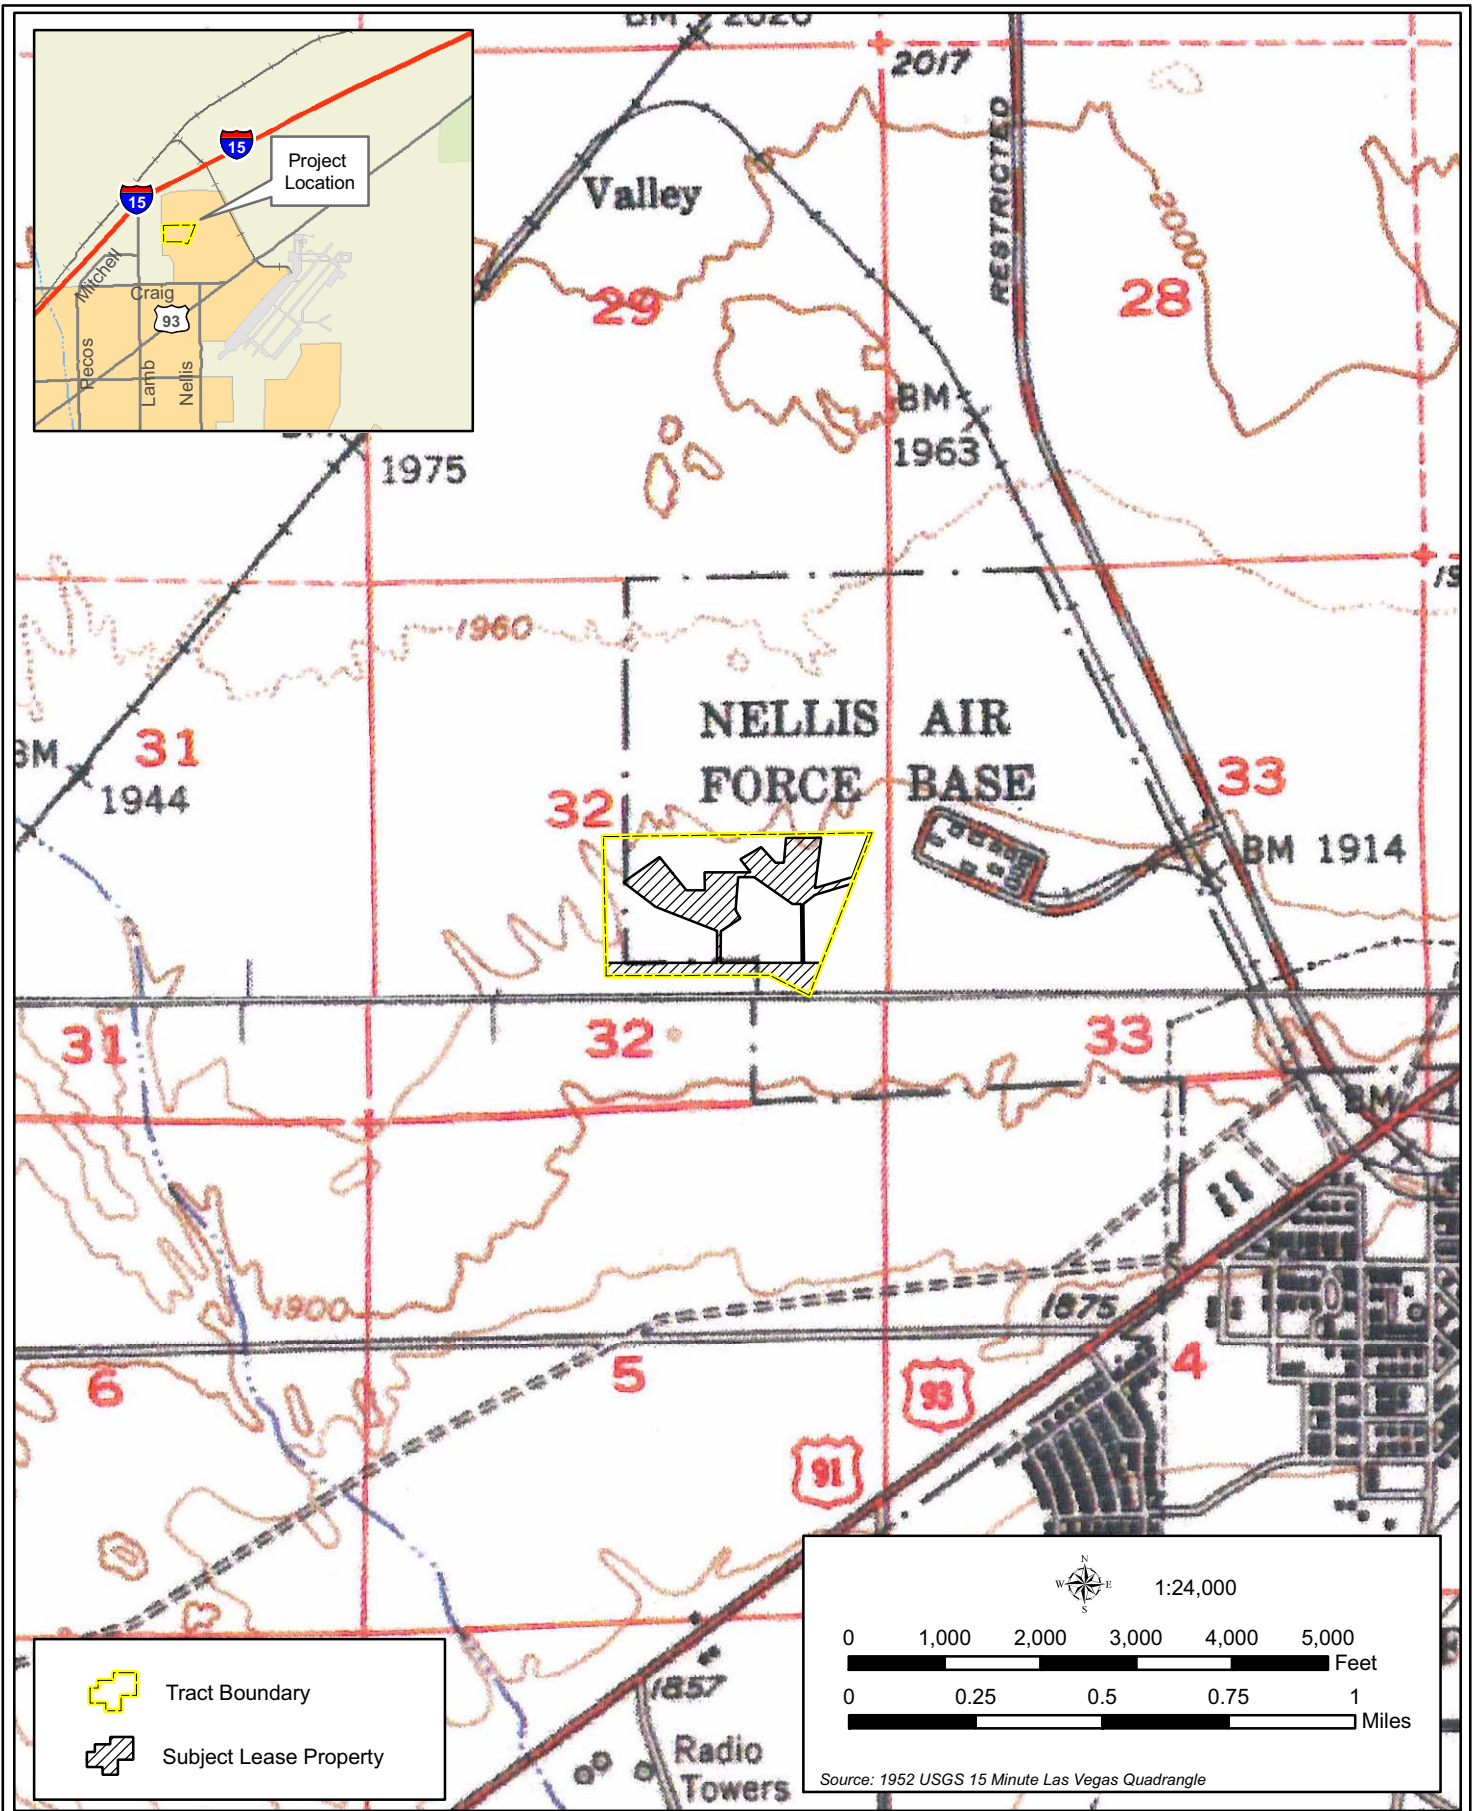 2017
RESTRICTED
15
15
Project
Location
Mitchell
Craig
93
Pecos
Lamb
Nellis
Valley
2000
29
28
BM
1963
1975
1960
NELLIS AIR
FORCE BASE
31
BM
1944
32
33
BM 1914
31
32
33
BM
1900
1875
6
5
4
93
91
1857
Radio
Towers
Tract Boundary
Subject Lease Property
N
W
E
S
1:24,000
0 1,000 2,000 3,000 4,000 5,000
Feet
0 0.25 0.5 0.75 1
Miles
Source: 1952 USGS 15 Minute Las Vegas Quadrangle